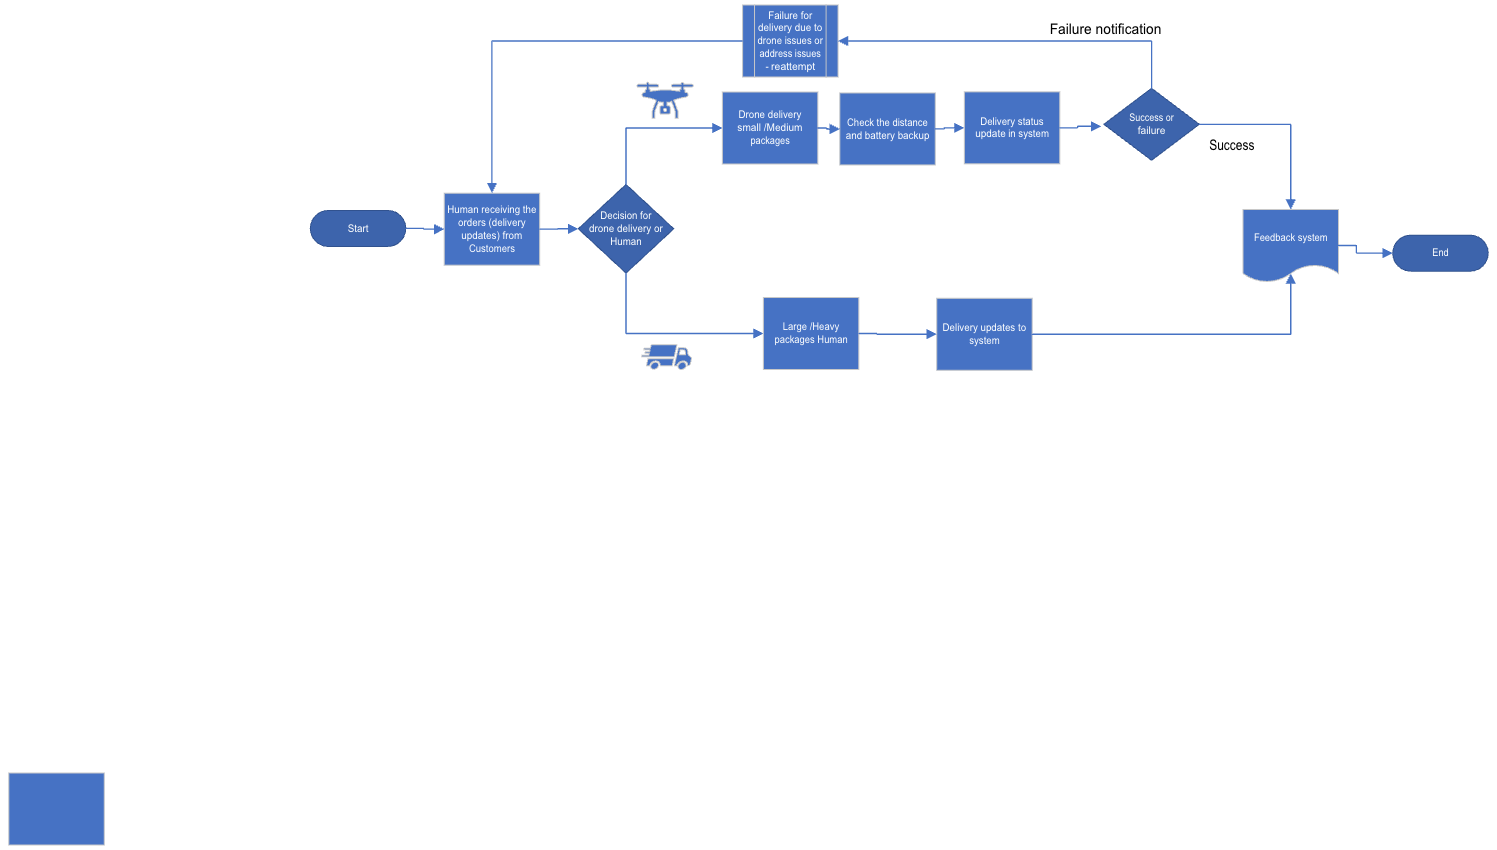 Failure for
delivery due to
drone issues or
address issues
- reattempt
Failure notification
Drone delivery
small /Medium
packages
Check the distance
and battery backup
Delivery status
update in system
Success or
failure
Success
Start
Human receiving the
orders (delivery
updates) from
Customers
Decision for
drone delivery or
Human
Feedback system
End
Large /Heavy
packages Human
Delivery updates to
system